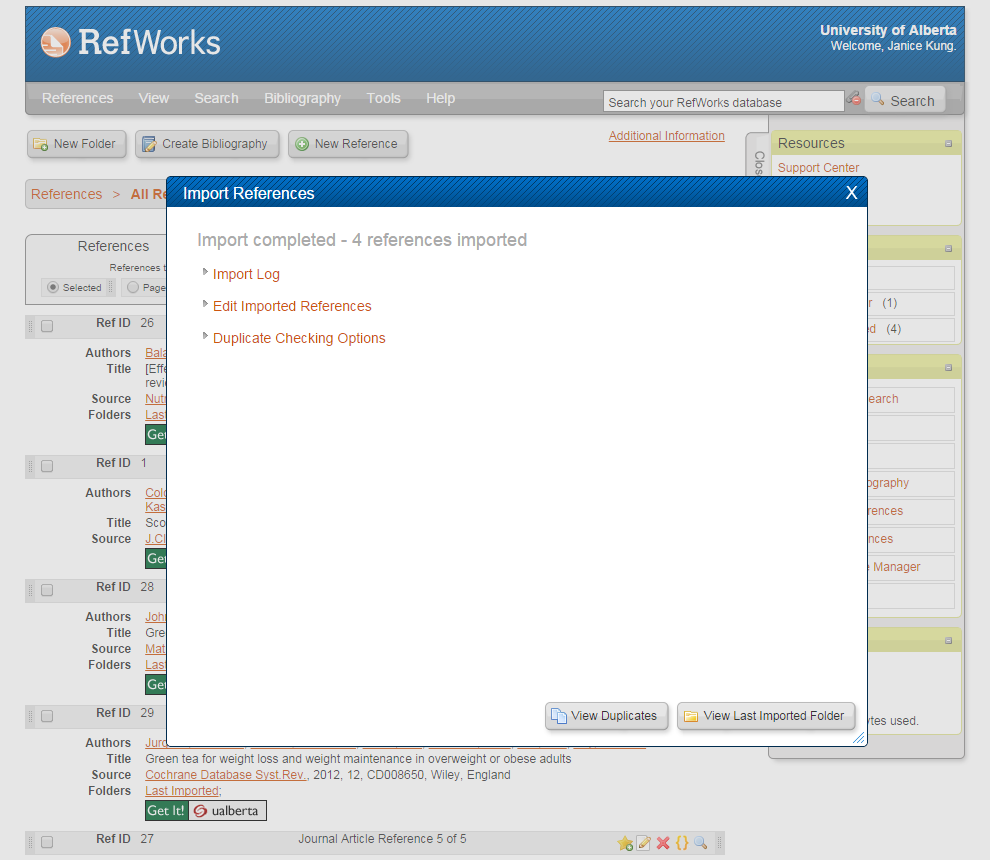 RefWorks
University of Alberta
Welcome, Janice Kung.
References View Search Bibliography Tools Help
Search your RefWorks database
Search
New Folder
Create Bibliography
New Reference
Additional Information
Resources
Support Center
References > All Re
Import References X
Import completed - 4 references imported
Import Log
Edit Imported References
Duplicate Checking Options
View Duplicates
View Last Imported Folder
References
References t
Selected
Page
r (1)
ed (4)
earch
ography
rences
nces
e Manager
tes used.
Ref ID 26
Authors Bala
Title [Effe
revie
Source Nutr
Folders Last
Get
Ref ID 1
Authors Colo
Kas
Title Sco
Source J.Cl
Get
Ref ID 28
Authors John
Title Gre
Source Mat
Folders Last
Get
Ref ID 29
Authors
Title Green tea for weight loss and weight maintenance in overweight or obese adults
Source Cochrane Database Syst.Rev., 2012, 12, CD008650, Wiley, England
Folders Last Imported;
Get It! ualberta
Ref ID 27 Journal Article Reference 5 of 5